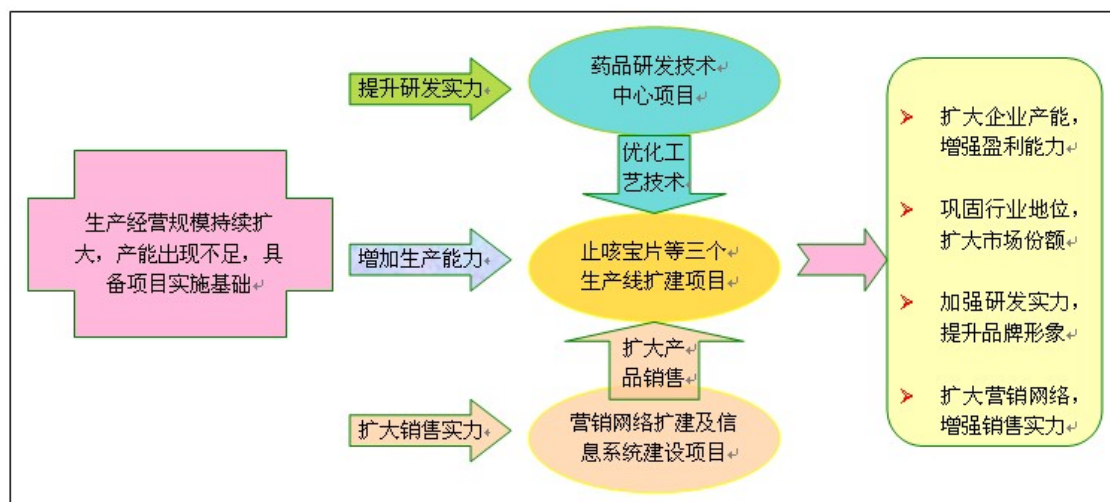 提升研发实力
药品研发技术
中心项目
优化工
艺技术
生产经营规模持续扩
大，产能出现不足，具
备项目实施基础
增加生产能力
止咳宝片等三个
生产线扩建项目
扩大产
品销售
扩大销售实力
营销网络扩建及信
息系统建设项目
扩大企业产能，
增强盈利能力
巩固行业地位，
扩大市场份额
加强研发实力，
提升品牌形象
扩大营销网络，
增强销售实力